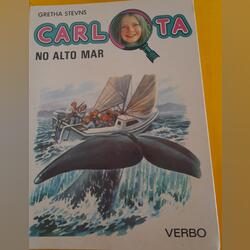 GRETHA STEVNS
CARLOTA
NO ALTO MAR
VERBO